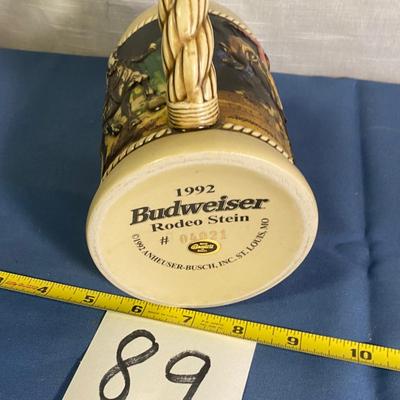 1992
Budweiser
Rodeo Stein
# 04921
©1992 ANHEUSER-BUSCH, INC. ST. LOUIS, MO
4 5 6 7 8 9 10
89